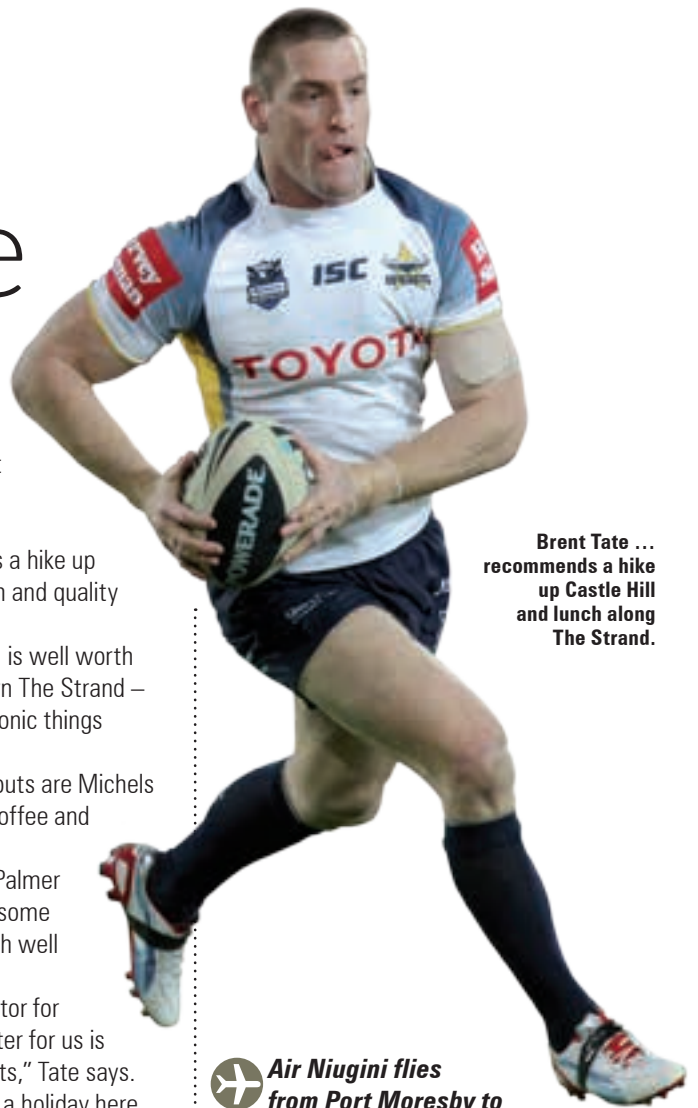 e
s a hike up
n and quality
is well worth
n The Strand –
onic things
outs are Michels
offee and
Palmer
some
h well
tor for
ter for us is
ts,” Tate says.
a holiday here
ISC
TOYOT
OWERADE
Brent Tate ...
recommends a hike
up Castle Hill
and lunch along
The Strand.
Air Niugini flies
from Port Moresby to